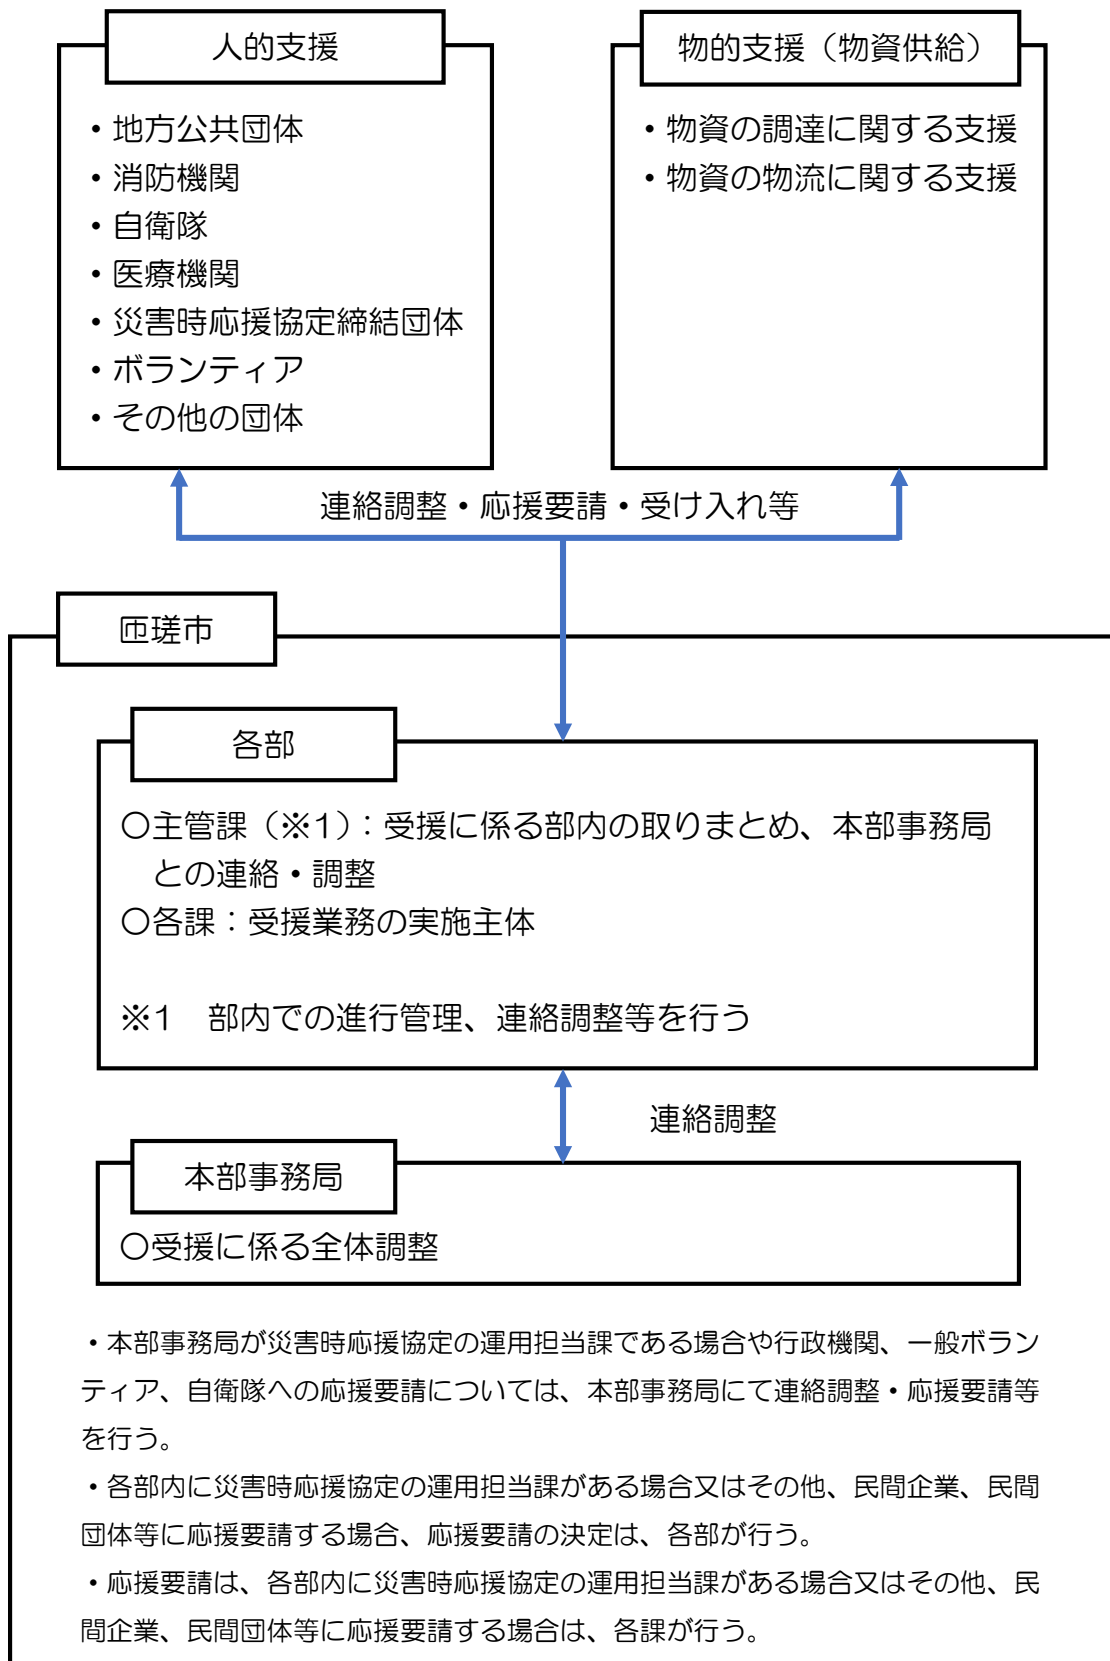 人的支援
・地方公共団体
・消防機関
・自衛隊
・医療機関
・災害時応援協定締結団体
・ボランティア
・その他の団体
物的支援（物資供給）
・物資の調達に関する支援
・物資の物流に関する支援
連絡調整・応援要請・受け入れ等
匝瑳市
各部
○主管課（※1）：受援に係る部内の取りまとめ、本部事務局
との連絡・調整
○各課：受援業務の実施主体
※1　部内での進行管理、連絡調整等を行う
連絡調整
本部事務局
○受援に係る全体調整
・本部事務局が災害時応援協定の運用担当課である場合や行政機関、一般ボラン
ティア、自衛隊への応援要請については、本部事務局にて連絡調整・応援要請等
を行う。
・各部内に災害時応援協定の運用担当課がある場合又はその他、民間企業、民間
団体等に応援要請する場合、応援要請の決定は、各部が行う。
・応援要請は、各部内に災害時応援協定の運用担当課がある場合又はその他、民
間企業、民間団体等に応援要請する場合は、各課が行う。